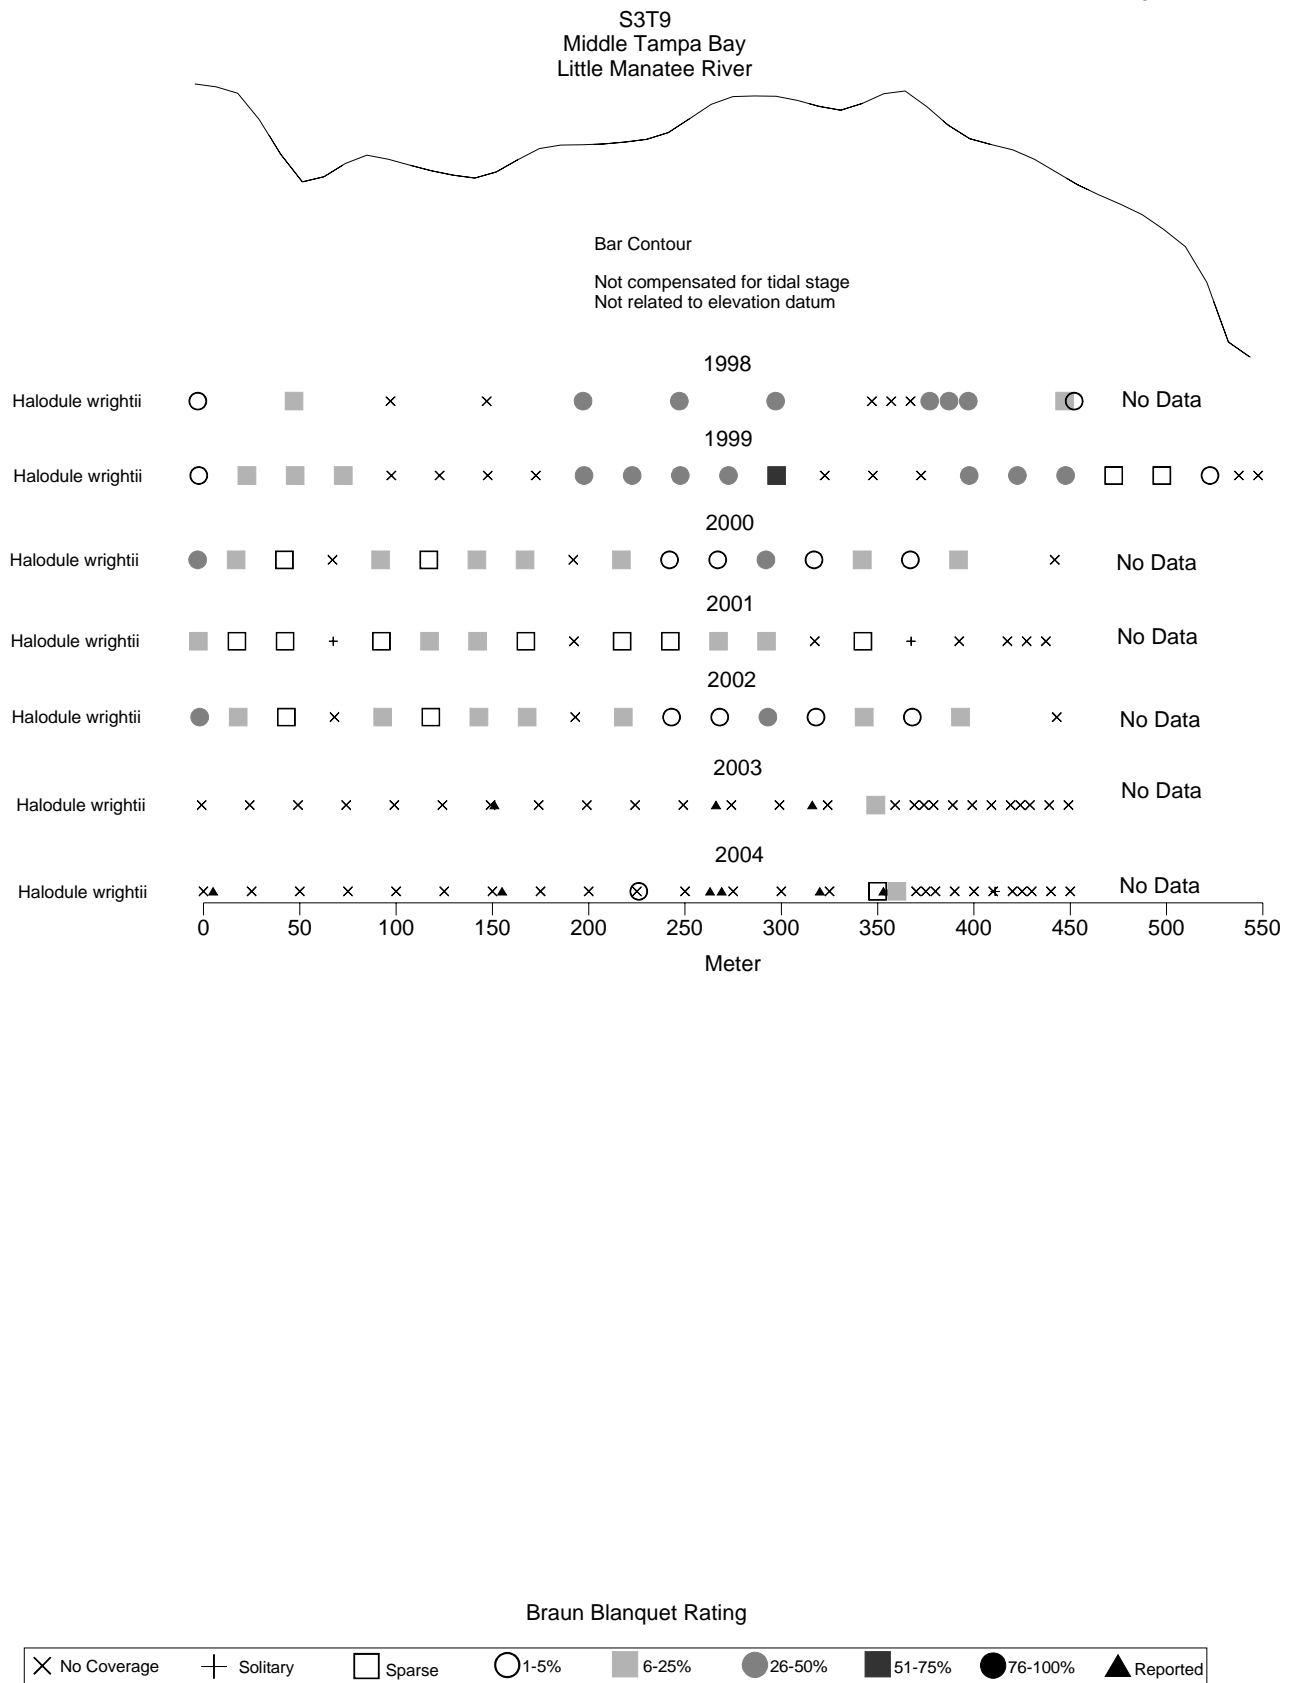 S3T9
Middle Tampa Bay
Little Manatee River
Bar Contour
Not compensated for tidal stage
Not related to elevation datum
1998
Halodule wrightii No Data
1999
Halodule wrightii
2000
Halodule wrightii No Data
2001
Halodule wrightii No Data
2002
Halodule wrightii No Data
2003
Halodule wrightii No Data
2004
Halodule wrightii No Data
0 50 100 150 200 250 300 350 400 450 500 550
Meter
Braun Blanquet Rating
No Coverage Solitary Sparse 1-5% 6-25% 26-50% 51-75% 76-100% Reported